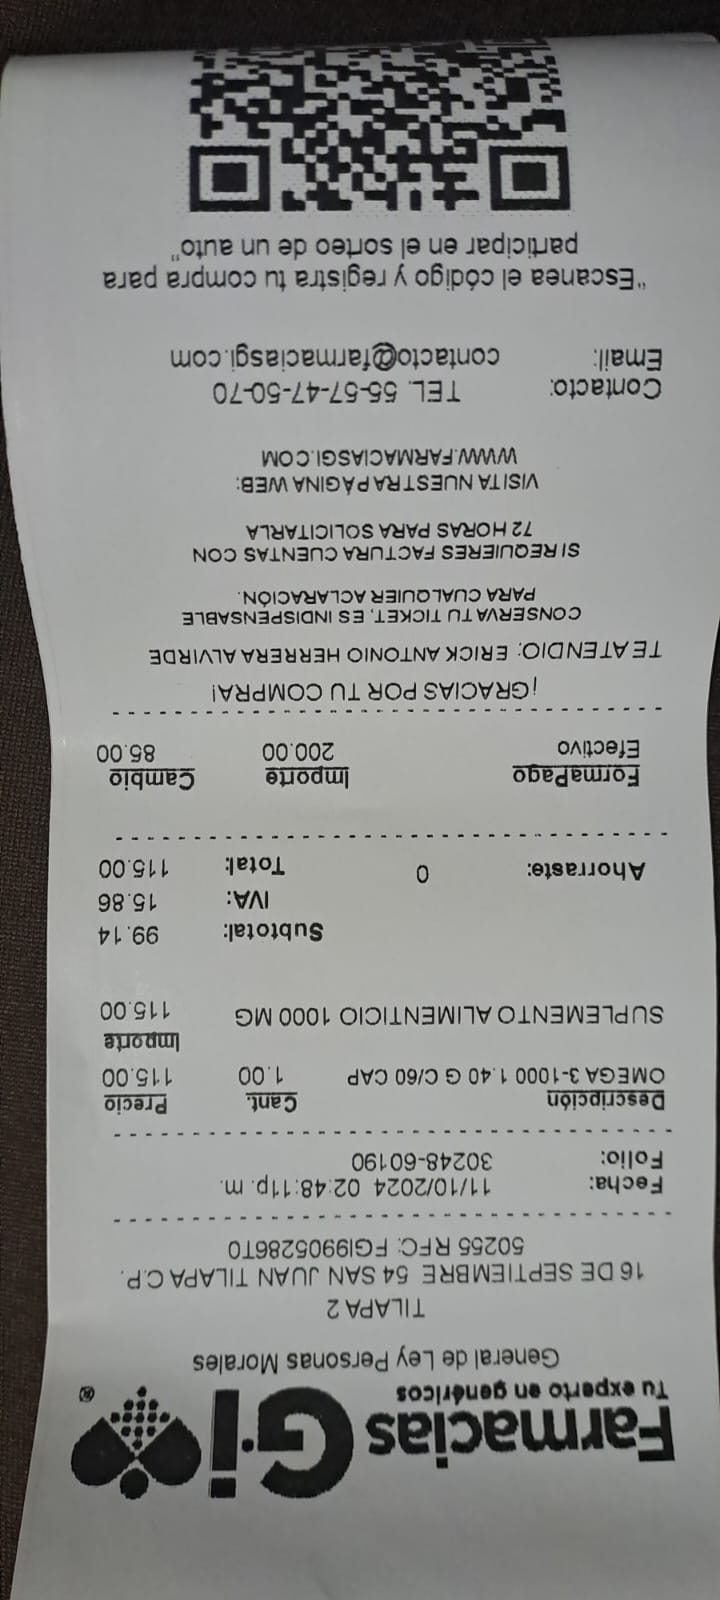 Farmacias Gi ®
Tu experto en genéricos
General de Ley Personas Morales
TILAPA 2
16 DE SEPTIEMBRE 54 SAN JUAN TILAPA C.P.
50255 RFC: FGI9905286T0
Fecha: 11/10/2024 02:48:11p. m.
Folio: 30248-60190
Descripción Cant. Precio
OMEGA 3-1000 1.40 G C/60 CAP 1.00 115.00
Importe
SUPLEMENTO ALIMENTICIO 1000 MG 115.00
Subtotal: 99.14
IVA: 15.86
Ahorraste: 0 Total: 115.00
FormaPago Importe Cambio
Efectivo 200.00 85.00
¡GRACIAS POR TU COMPRA!
TE ATENDIO: ERICK ANTONIO HERRERA ALVIRDE
CONSERVA TU TICKET, ES INDISPENSABLE
PARA CUALQUIER ACLARACIÓN.
SI REQUIERES FACTURA CUENTAS CON
72 HORAS PARA SOLICITARLA
VISITA NUESTRA PÁGINA WEB:
WWW.FARMACIASGI.COM
Contacto: TEL. 55-57-47-50-70
Email: contacto@farmaciasgi.com
"Escanea el código y registra tu compra para
participar en el sorteo de un auto"